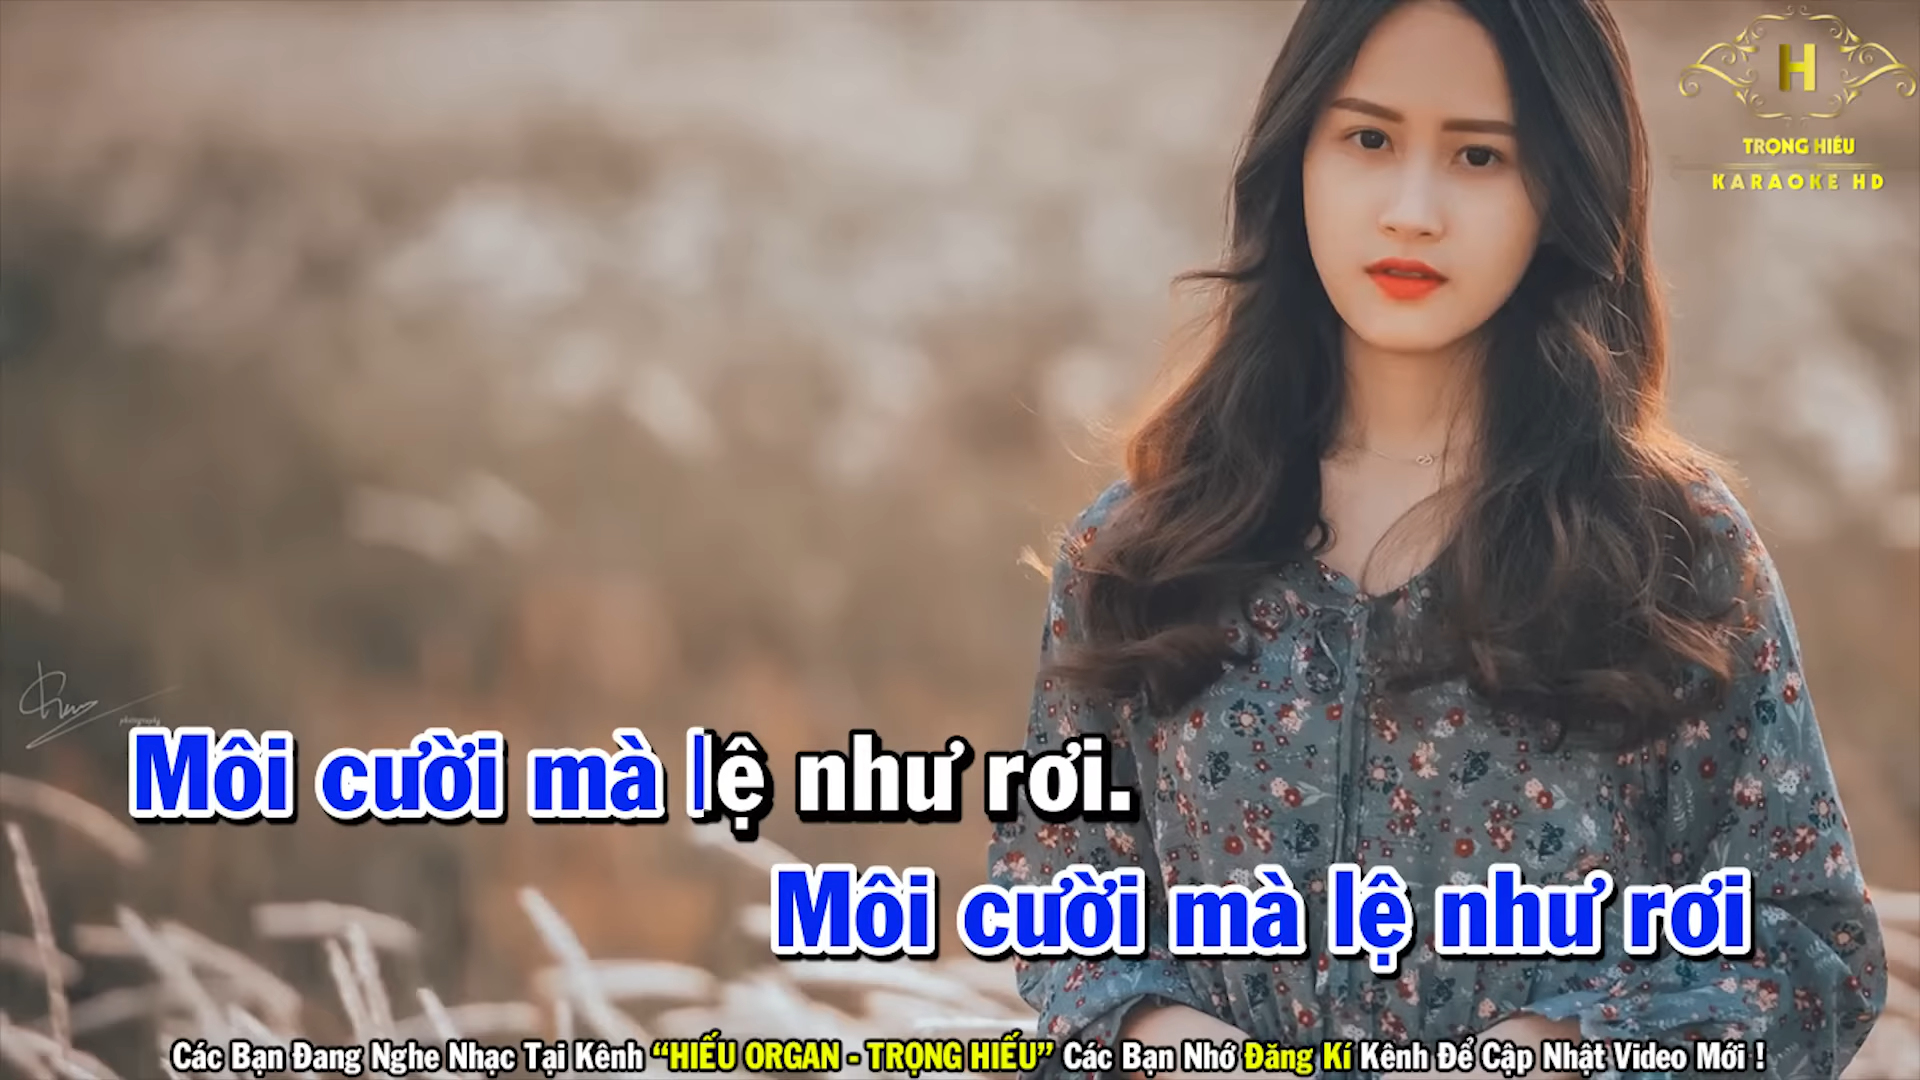 H
TRỌNG HIẾU
KARAOKE HD
photography
Môi cười mà lệ như rơi.
Môi cười mà lệ như rơi
Các Bạn Đang Nghe Nhạc Tại Kênh “HIẾU ORGAN - TRỌNG HIẾU” Các Bạn Nhớ Đăng Kí Kênh Để Cập Nhật Video Mới !